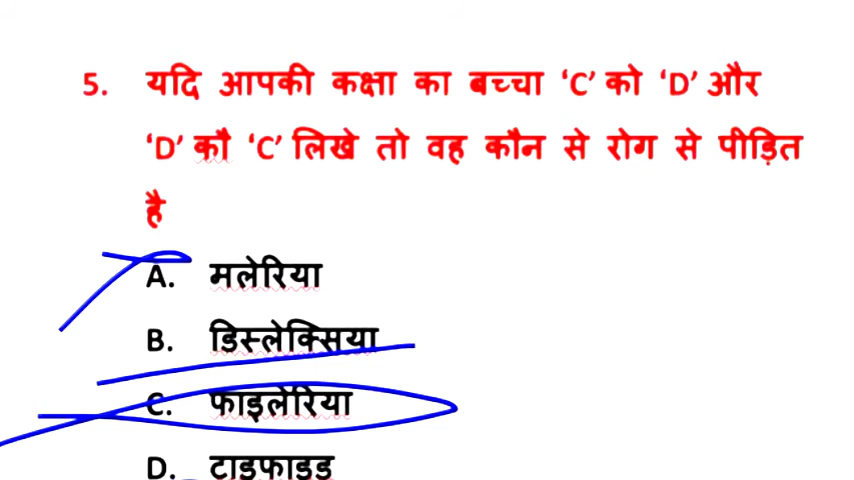 5. यदि आपकी कक्षा का बच्चा ‘C’ को ‘D’ और
‘D’ कौ ‘C’ लिखे तो वह कौन से रोग से पीड़ित
है
A. मलेरिया
B. डिस्लेक्सिया
C. फाइलेरिया
D. टाइफाइड